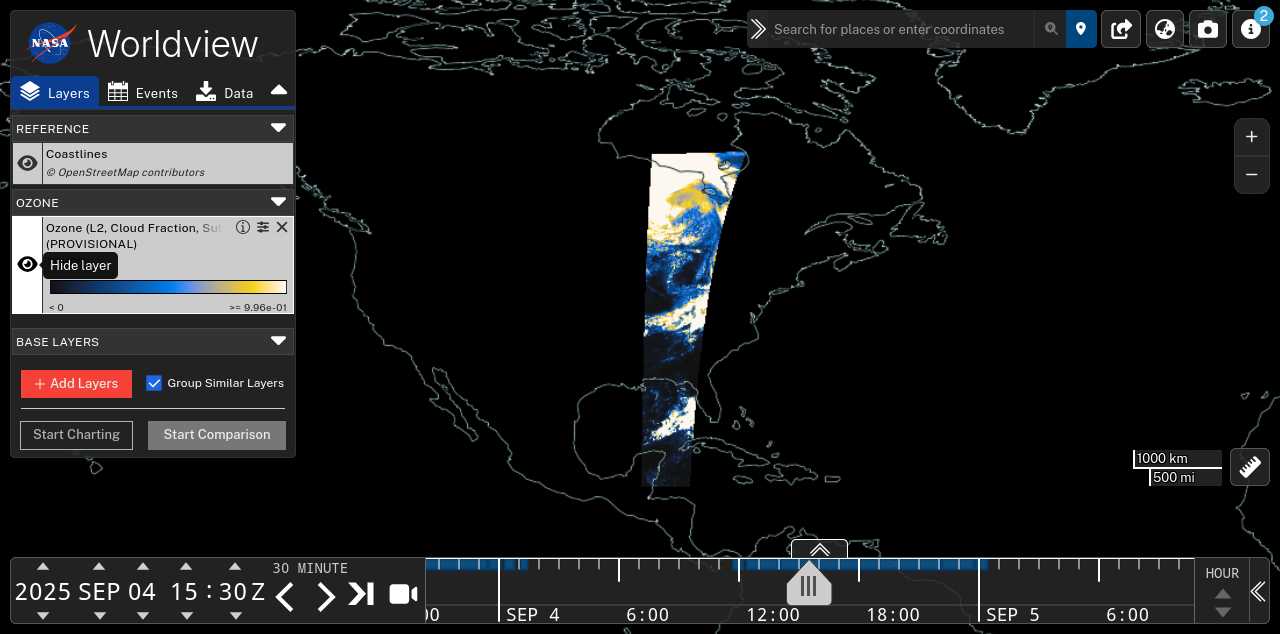 NASA Worldview
Search for places or enter coordinates
2
Layers Events Data
REFERENCE
Coastlines
© OpenStreetMap contributors
OZONE
Ozone (L2, Cloud Fraction, Su
(PROVISIONAL)
Hide layer
< 0 >= 9.96e-01
BASE LAYERS
+ Add Layers Group Similar Layers
Start Charting Start Comparison
+
−
1000 km
500 mi
2025 SEP 04 15 : 30 Z
30 MINUTE
00 SEP 4 6:00 12:00 18:00 SEP 5 6:00
HOUR